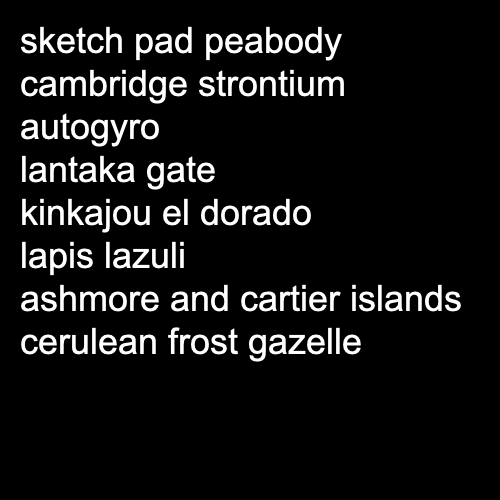 sketch pad peabody
cambridge strontium
autogyro
lantaka gate
kinkajou el dorado
lapis lazuli
ashmore and cartier islands
cerulean frost gazelle